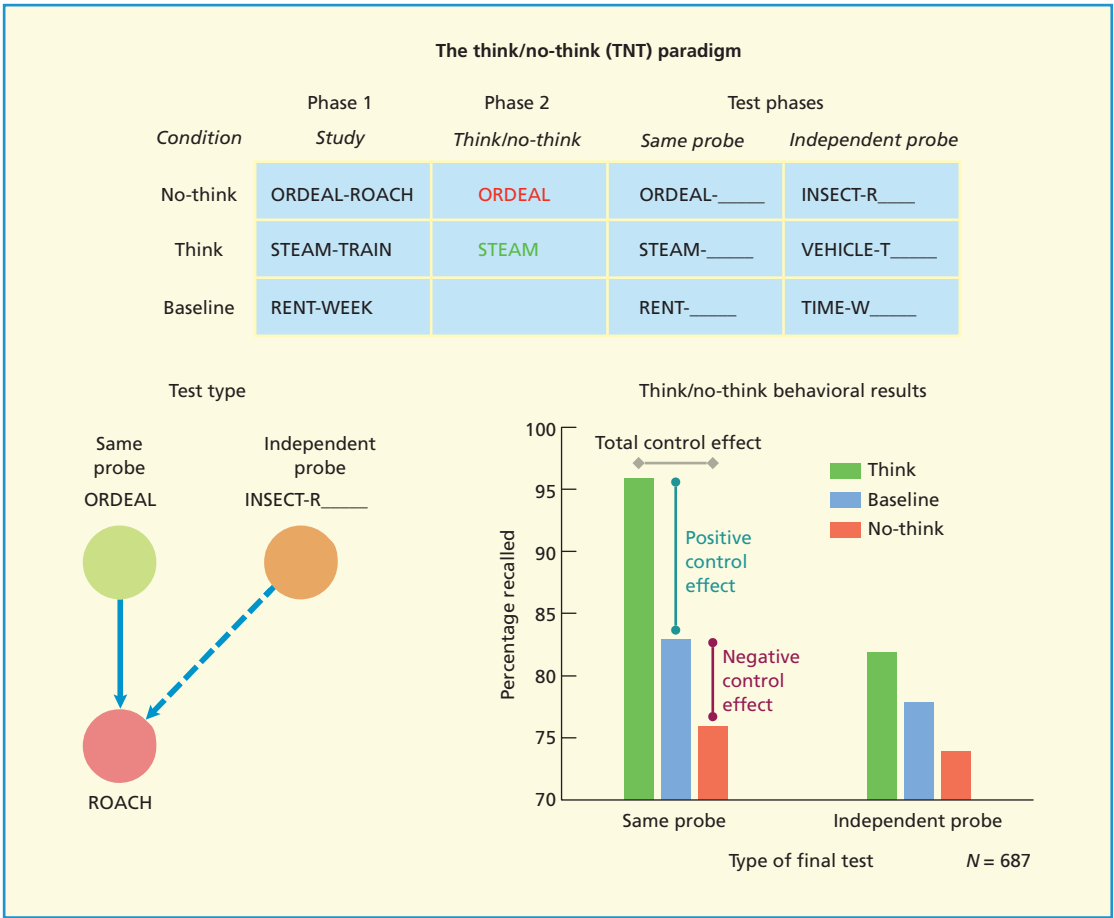 The think/no-think (TNT) paradigm
Phase 1 Phase 2 Test phases
Condition Study Think/no-think Same probe Independent probe
No-think ORDEAL-ROACH ORDEAL ORDEAL-_____ INSECT-R____
Think STEAM-TRAIN STEAM STEAM-_____ VEHICLE-T_____
Baseline RENT-WEEK RENT-_____ TIME-W_____
Test type
Same
probe
ORDEAL
Independent
probe
INSECT-R_____
ROACH
Think/no-think behavioral results
Percentage recalled
100
95
90
85
80
75
70
Total control effect
Positive
control
effect
Negative
control
effect
Think
Baseline
No-think
Same probe Independent probe
Type of final test N = 687